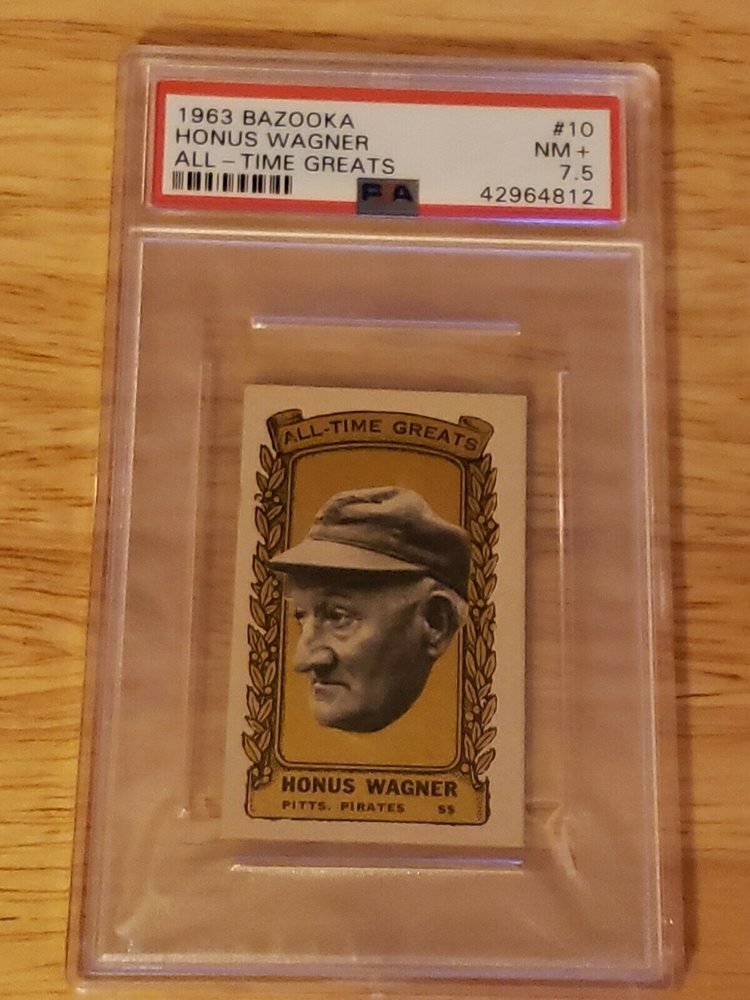 1963 BAZOOKA
HONUS WAGNER
ALL-TIME GREATS
#10
NM+
7.5
42964812
PSA
ALL-TIME GREATS
HONUS WAGNER
PITTS. PIRATES SS